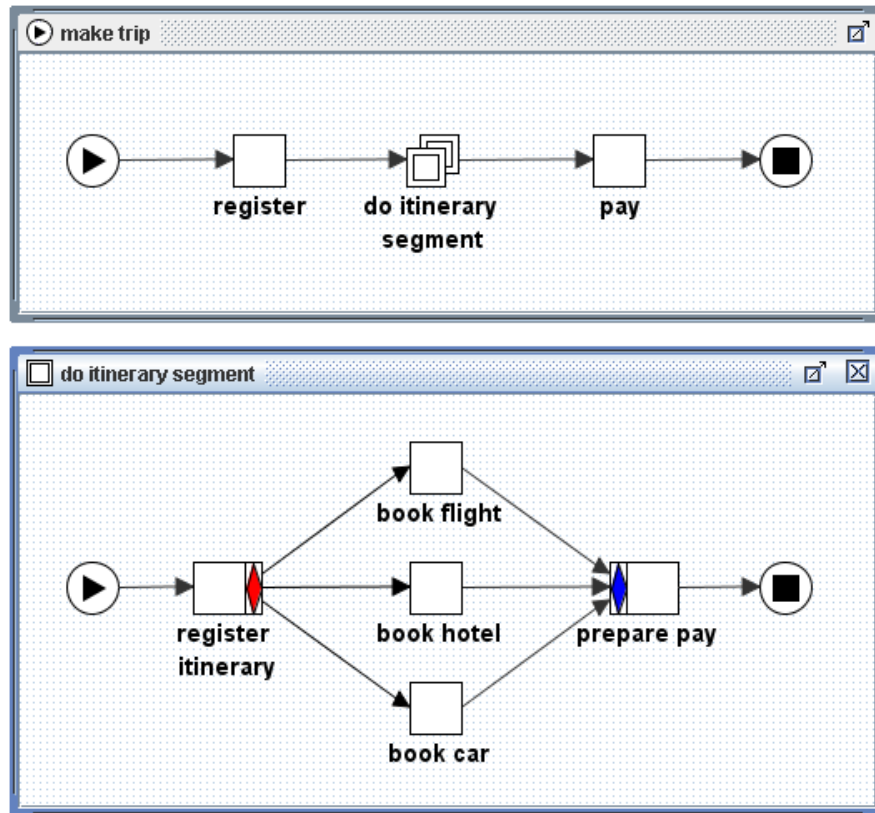 make trip
register
do itinerary
segment
pay
do itinerary segment
book flight
register
itinerary
book hotel
prepare pay
book car